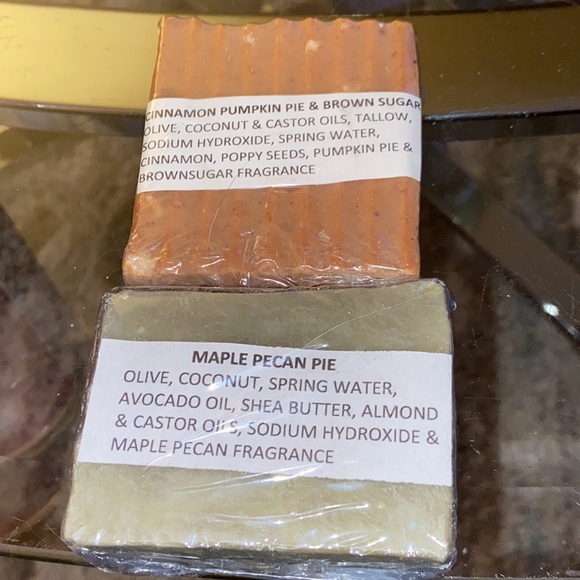 CINNAMON PUMPKIN PIE & BROWN SUGAR
OLIVE, COCONUT & CASTOR OILS, TALLOW,
SODIUM HYDROXIDE, SPRING WATER,
CINNAMON, POPPY SEEDS, PUMPKIN PIE &
BROWNSUGAR FRAGRANCE
MAPLE PECAN PIE
OLIVE, COCONUT, SPRING WATER,
AVOCADO OIL, SHEA BUTTER, ALMOND
& CASTOR OILS, SODIUM HYDROXIDE &
MAPLE PECAN FRAGRANCE